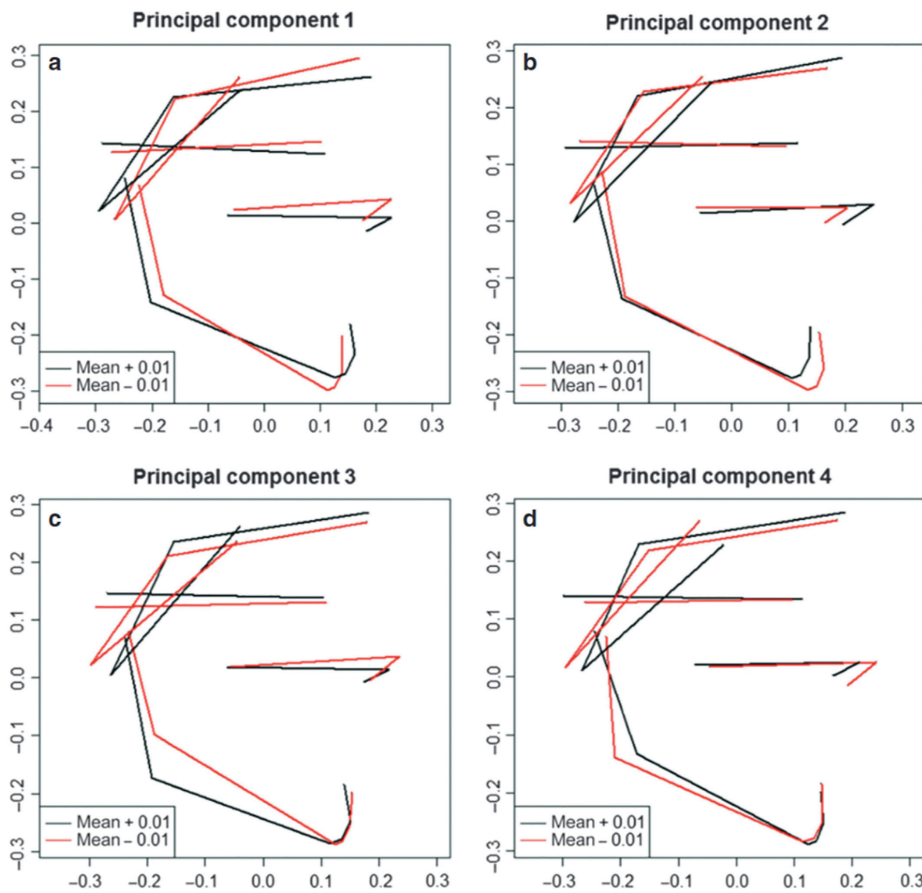 Principal component 1
a
0.3
0.2
0.1
0.0
−0.1
−0.2
−0.3
Mean + 0.01
Mean − 0.01
−0.4 −0.3 −0.2 −0.1 0.0 0.1 0.2 0.3
Principal component 2
b
0.3
0.2
0.1
0.0
−0.1
−0.2
−0.3
Mean + 0.01
Mean − 0.01
−0.3 −0.2 −0.1 0.0 0.1 0.2 0.3
Principal component 3
c
0.3
0.2
0.1
0.0
−0.1
−0.2
−0.3
Mean + 0.01
Mean − 0.01
−0.3 −0.2 −0.1 0.0 0.1 0.2 0.3
Principal component 4
d
0.3
0.2
0.1
0.0
−0.1
−0.2
−0.3
Mean + 0.01
Mean − 0.01
−0.3 −0.2 −0.1 0.0 0.1 0.2 0.3